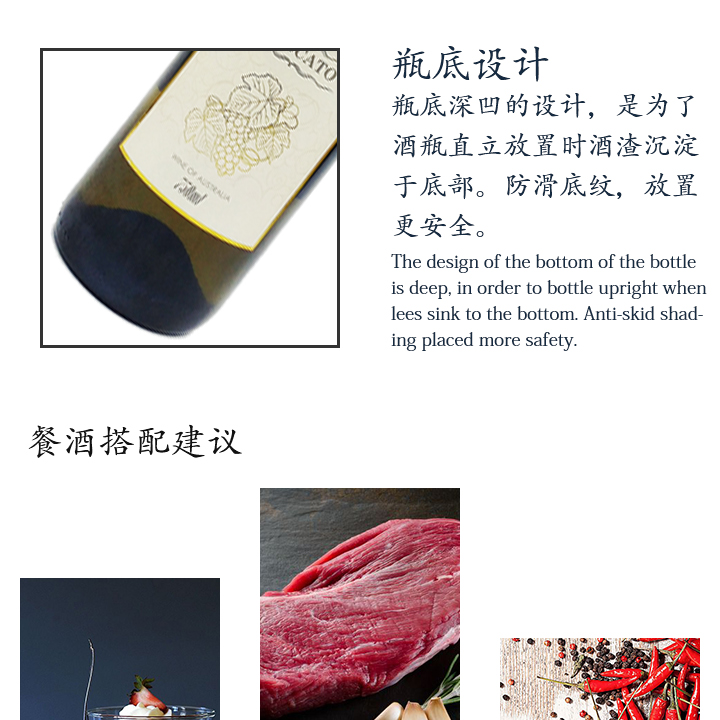 CATO
WINE OF AUSTRALIA
瓶底设计
瓶底深凹的设计，是为了
酒瓶直立放置时酒渣沉淀
于底部。防滑底纹，放置
更安全。
The design of the bottom of the bottle
is deep, in order to bottle upright when
lees sink to the bottom. Anti-skid shad-
ing placed more safety.
餐酒搭配建议